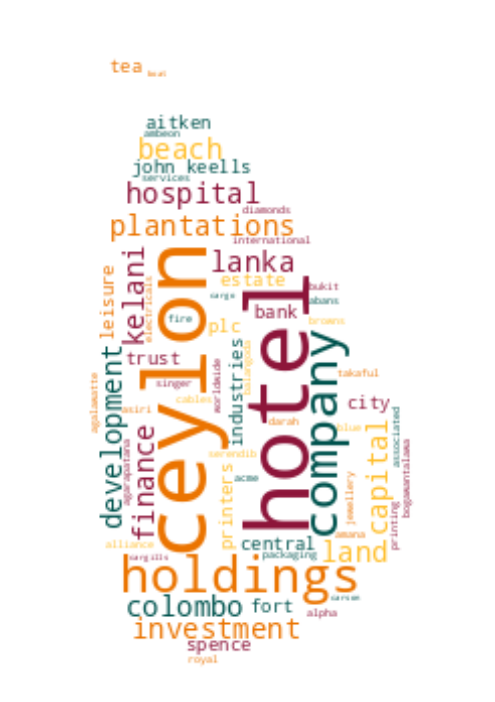 tea
aitken
ambeon
beach
john keells
services
hospital
diamonds
plantations
international
lanka
kelani
estate
leisure
electricals
cargo
bukit
abans
bank
fire
plc
browns
ceylon
hotel
company
industries
balangoda
trust
singer
worldwide
takaful
development
agalawatte
cables
city
asiri
darah
blue
associated
capital
finance
agarapatana
serendib
acme
printers
jewellery
bogawantalawa
printing
amana
alliance
central
packaging
land
cargills
holdings
carson
colombo
fort
alpha
investment
spence
royal